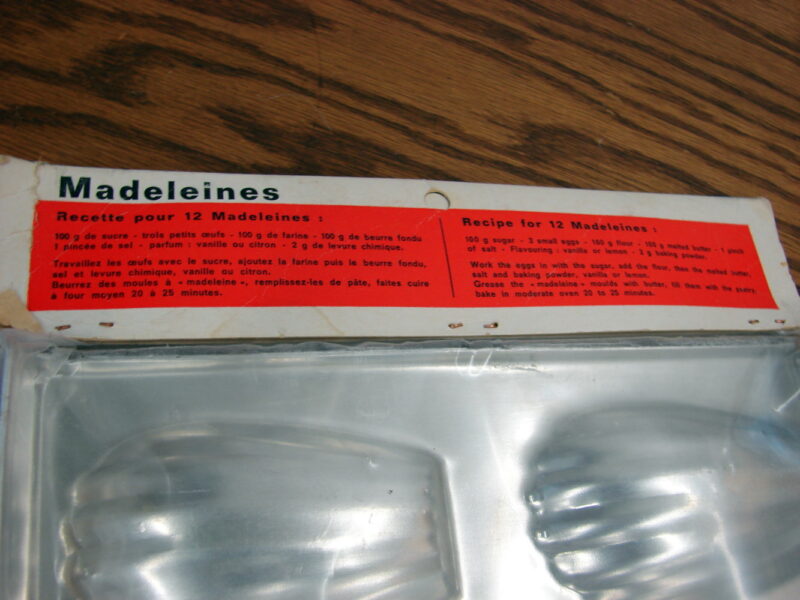 Madeleines
Recette pour 12 Madeleines :
100 g de sucre - trois petits œufs - 100 g de farine - 100 g de beurre fondu
1 pincée de sel - parfum : vanille ou citron - 2 g de levure chimique.
Travaillez les œufs avec le sucre, ajoutez la farine puis le beurre fondu,
sel et levure chimique, vanille ou citron.
Beurrez des moules à « madeleine », remplissez-les de pâte, faites cuire
à four moyen 20 à 25 minutes.
Recipe for 12 Madeleines :
100 g sugar - 3 small eggs - 100 g flour - 100 g melted butter - 1 pinch
of salt - Flavouring : vanilla or lemon - 2 g baking powder.
Work the eggs in with the sugar, add the flour, then the melted butter,
salt and baking powder, vanilla or lemon.
Grease the « madeleine » moulds with butter, fill them with the pastry,
bake in moderate oven 20 to 25 minutes.